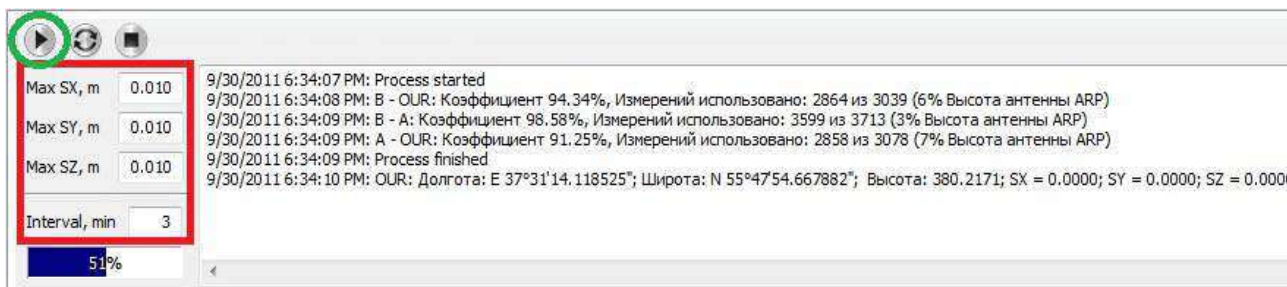 Max SX, m 0.010
Max SY, m 0.010
Max SZ, m 0.010
Interval, min 3
51%
9/30/2011 6:34:07 PM: Process started
9/30/2011 6:34:08 PM: B - OUR: Коэффициент 94.34%, Измерений использовано: 2864 из 3039 (6% Высота антенны ARP)
9/30/2011 6:34:09 PM: B - A: Коэффициент 98.58%, Измерений использовано: 3599 из 3713 (3% Высота антенны ARP)
9/30/2011 6:34:09 PM: A - OUR: Коэффициент 91.25%, Измерений использовано: 2858 из 3078 (7% Высота антенны ARP)
9/30/2011 6:34:09 PM: Process finished
9/30/2011 6:34:10 PM: OUR: Долгота: E 37°31'14.118525"; Широта: N 55°47'54.667882"; Высота: 380.2171; SX = 0.0000; SY = 0.0000; SZ = 0.000